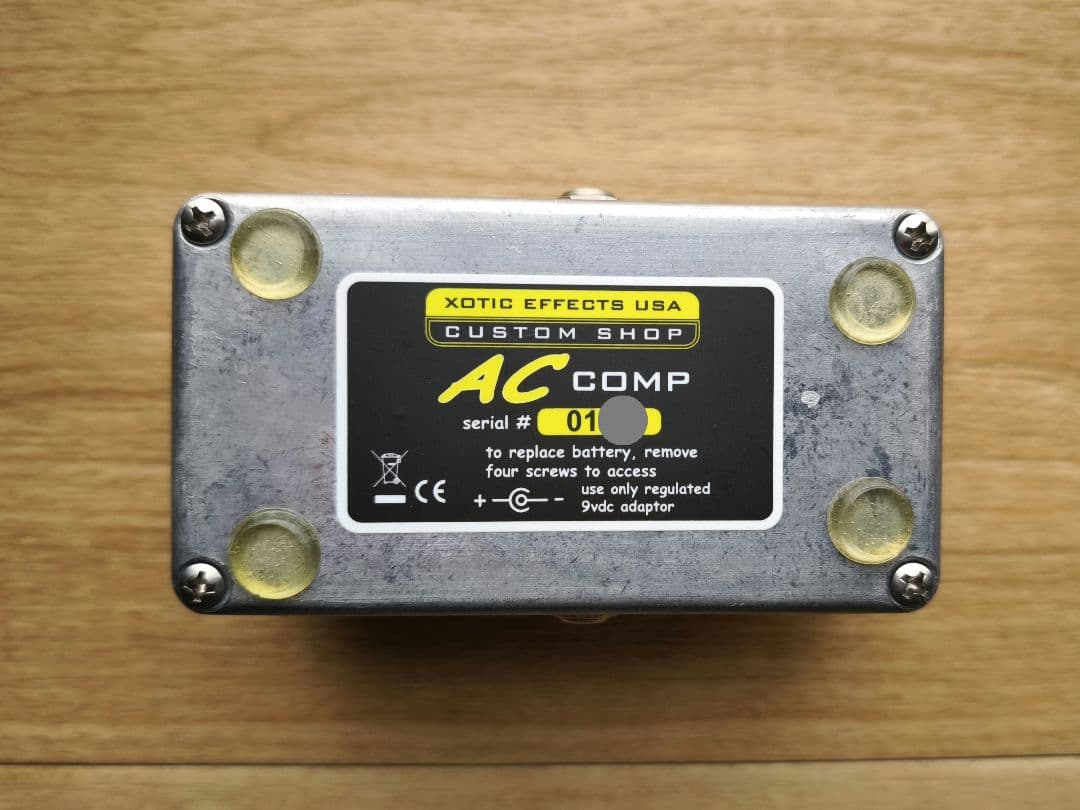 XOTIC EFFECTS USA
CUSTOM SHOP
AC COMP
serial # 01
to replace battery, remove
four screws to access
CE
+ -
use only regulated
9vdc adaptor